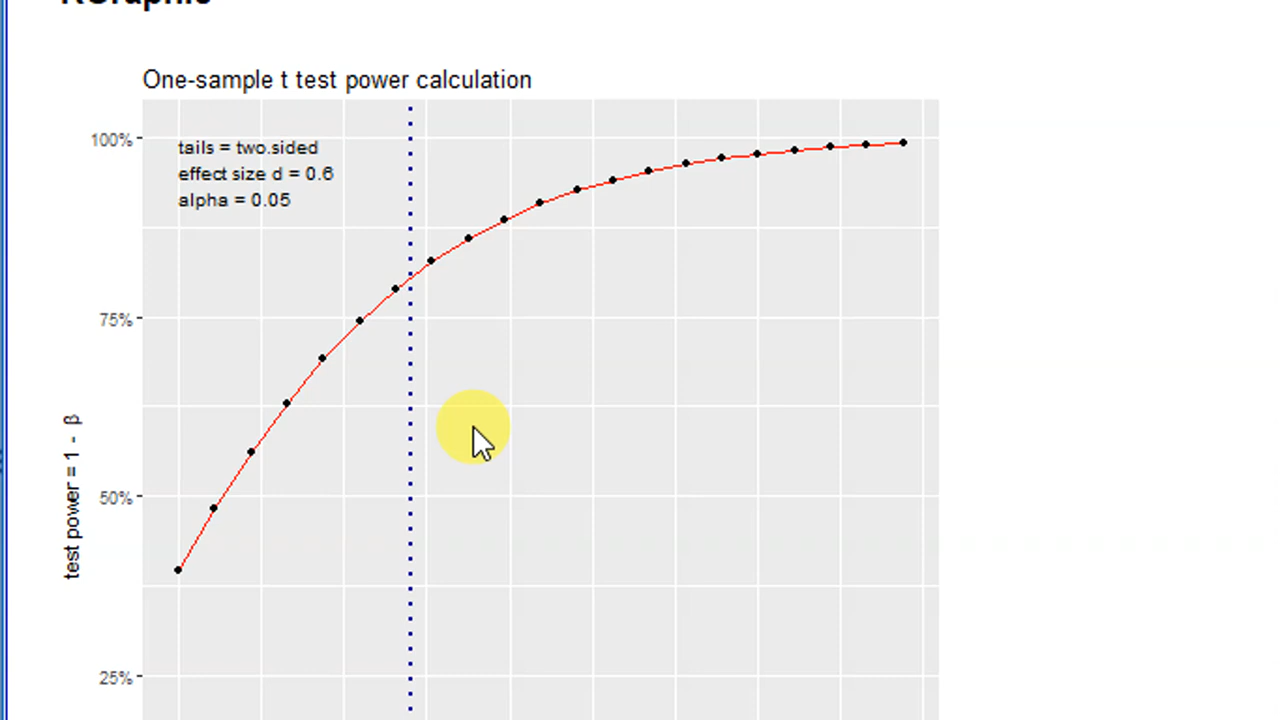 RGraphic
One-sample t test power calculation
100%
tails = two.sided
effect size d = 0.6
alpha = 0.05
75%
50%
25%
test power = 1 - β